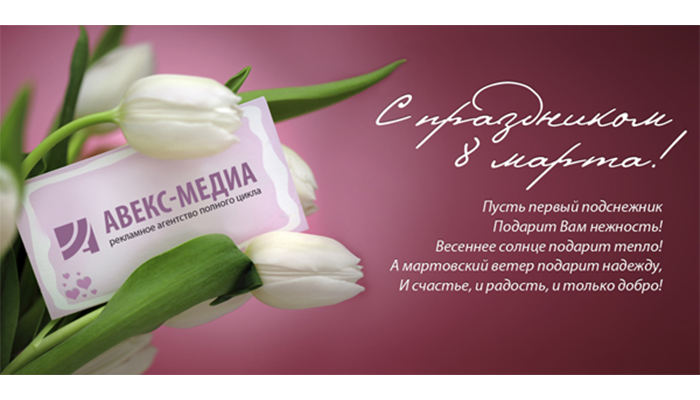 АВЕКС-МЕДИА
рекламное агентство полного цикла
С праздником
8 марта!
Пусть первый подснежник
Подарит Вам нежность!
Весеннее солнце подарит тепло!
А мартовский ветер подарит надежду,
И счастье, и радость, и только добро!